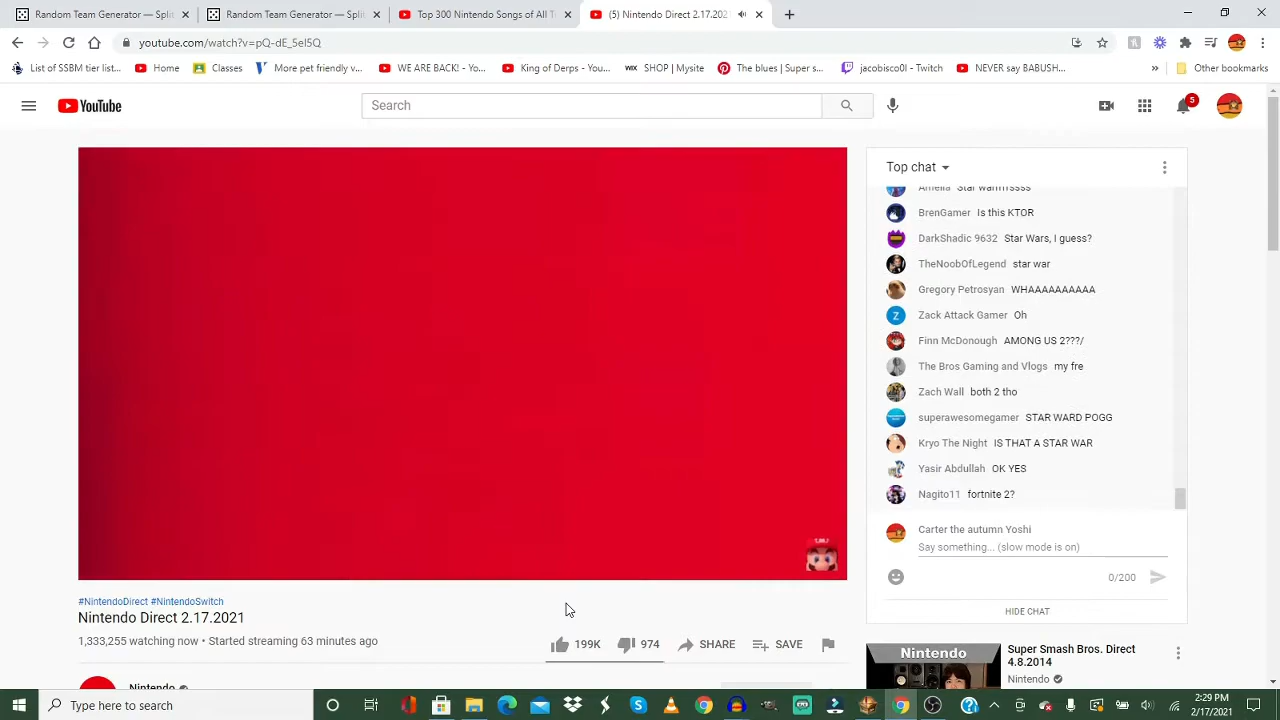 Random Team Generator — Spli
Random Team Generator — Spli
Top 300 Nintendo Songs of All T
(5) Nintendo Direct 2.17.202
youtube.com/watch?v=pQ-dE_5eI5Q
List of SSBM tier list...
Home
Classes
More pet friendly v...
WE ARE BACK! - Yo...
King of Derps - You...
WIX SHOP | Mysite
The blues | Super s...
jacobisco0l - Twitch
NEVER say BABUSH...
»
Other bookmarks
YouTube
Search
5
Top chat
Amelia Star warrrrrssss
BrenGamer Is this KTOR
DarkShadic 9632 Star Wars, I guess?
TheNoobOfLegend star war
Gregory Petrosyan WHAAAAAAAAAA
Z Zack Attack Gamer Oh
Finn McDonough AMONG US 2???/
The Bros Gaming and Vlogs my fre
Zach Wall both 2 tho
superawesomegamer STAR WARD POGG
Kryo The Night IS THAT A STAR WAR
Yasir Abdullah OK YES
Nagito11 fortnite 2?
Carter the autumn Yoshi
Say something... (slow mode is on)
0/200
HIDE CHAT
#NintendoDirect #NintendoSwitch
Nintendo Direct 2.17.2021
1,333,255 watching now • Started streaming 63 minutes ago
199K 974 SHARE SAVE
Nintendo
Nintendo
Super Smash Bros. Direct
4.8.2014
Nintendo
Type here to search
2:29 PM
2/17/2021